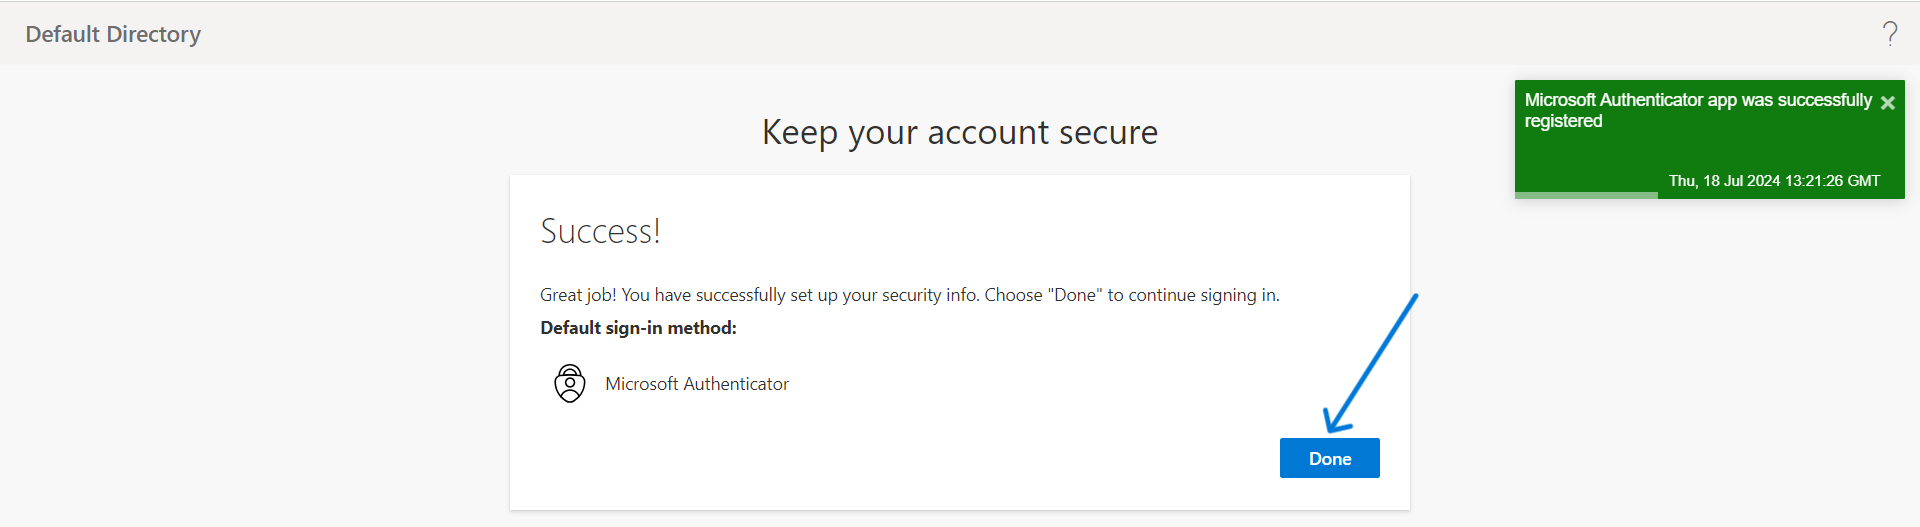 Default Directory
?
Microsoft Authenticator app was successfully
registered
Thu, 18 Jul 2024 13:21:26 GMT
Keep your account secure
Success!
Great job! You have successfully set up your security info. Choose "Done" to continue signing in.
Default sign-in method:
Microsoft Authenticator
Done